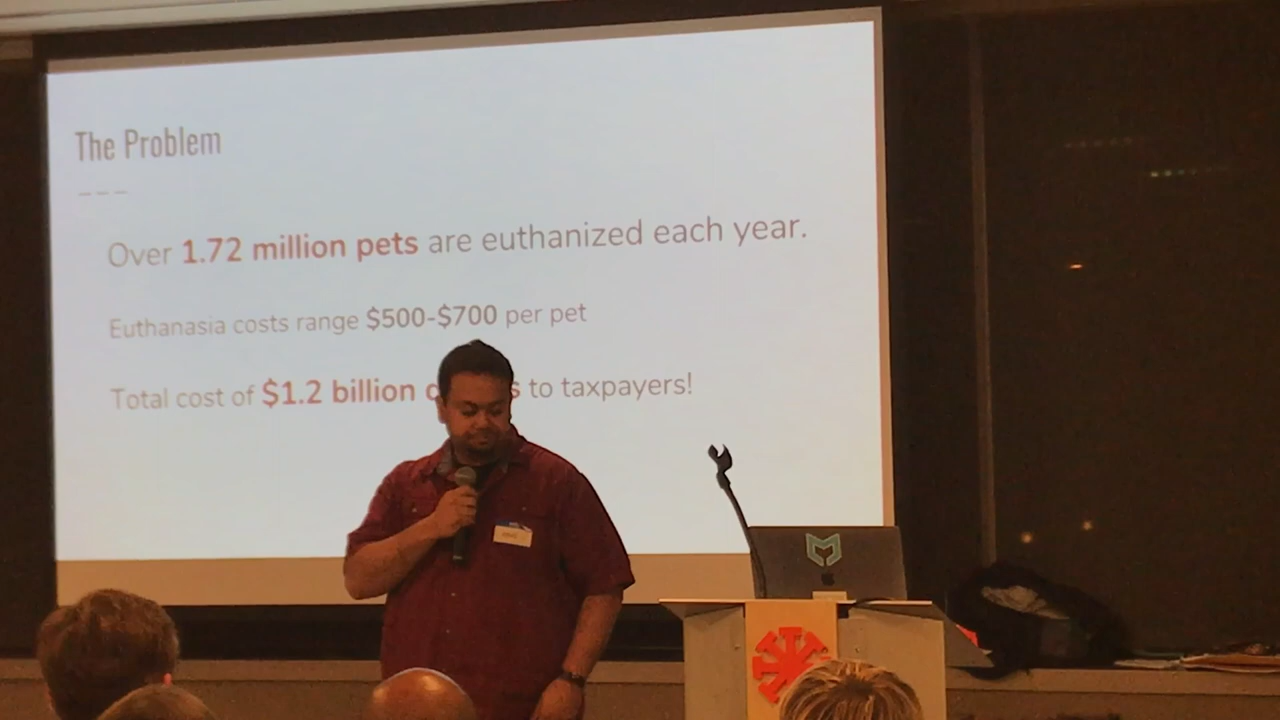 The Problem
Over 1.72 million pets are euthanized each year.
Euthanasia costs range $500-$700 per pet
Total cost of $1.2 billion to taxpayers!